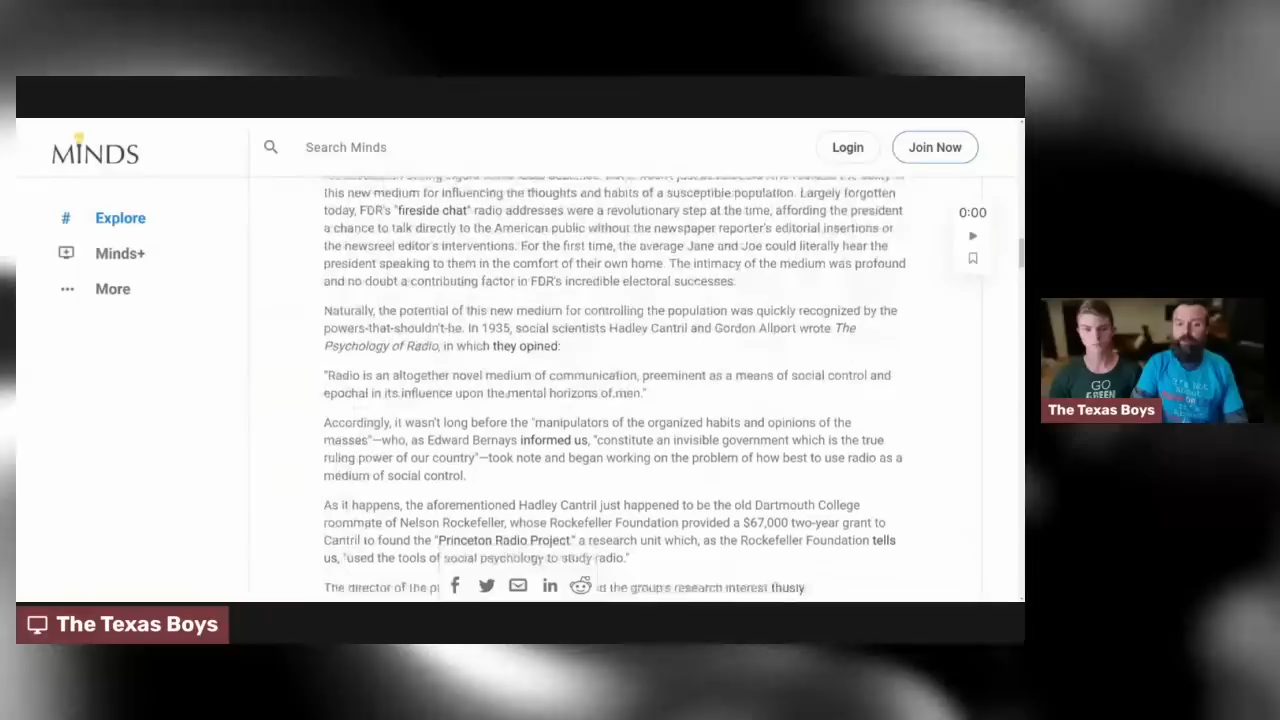 MINDS
Search Minds
Login
Join Now
# Explore
Minds+
More
0:00
this new medium for influencing the thoughts and habits of a susceptible population. Largely forgotten
today, FDR's "fireside chat" radio addresses were a revolutionary step at the time, affording the president
a chance to talk directly to the American public without the newspaper reporter's editorial insertions or
the newsreel editor's interventions. For the first time, the average Jane and Joe could literally hear the
president speaking to them in the comfort of their own home. The intimacy of the medium was profound
and no doubt a contributing factor in FDR's incredible electoral successes.
Naturally, the potential of this new medium for controlling the population was quickly recognized by the
powers-that-shouldn't-be. In 1935, social scientists Hadley Cantril and Gordon Allport wrote The
Psychology of Radio, in which they opined:
"Radio is an altogether novel medium of communication, preeminent as a means of social control and
epochal in its influence upon the mental horizons of men."
Accordingly, it wasn't long before the "manipulators of the organized habits and opinions of the
masses"—who, as Edward Bernays informed us, "constitute an invisible government which is the true
ruling power of our country"—took note and began working on the problem of how best to use radio as a
medium of social control.
As it happens, the aforementioned Hadley Cantril just happened to be the old Dartmouth College
roommate of Nelson Rockefeller, whose Rockefeller Foundation provided a $67,000 two-year grant to
Cantril to found the "Princeton Radio Project," a research unit which, as the Rockefeller Foundation tells
us, "used the tools of social psychology to study radio."
The director of the the groups research interest thusly
GO
GREEN
IT'S NOT
About
IT'S
The Texas Boys
The Texas Boys